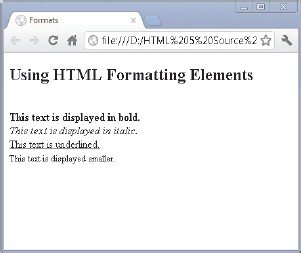 Formats
file:///D:/HTML%205%20Source%2
Using HTML Formatting Elements
This text is displayed in bold.
This text is displayed in italic.
This text is underlined.
This text is displayed smaller.